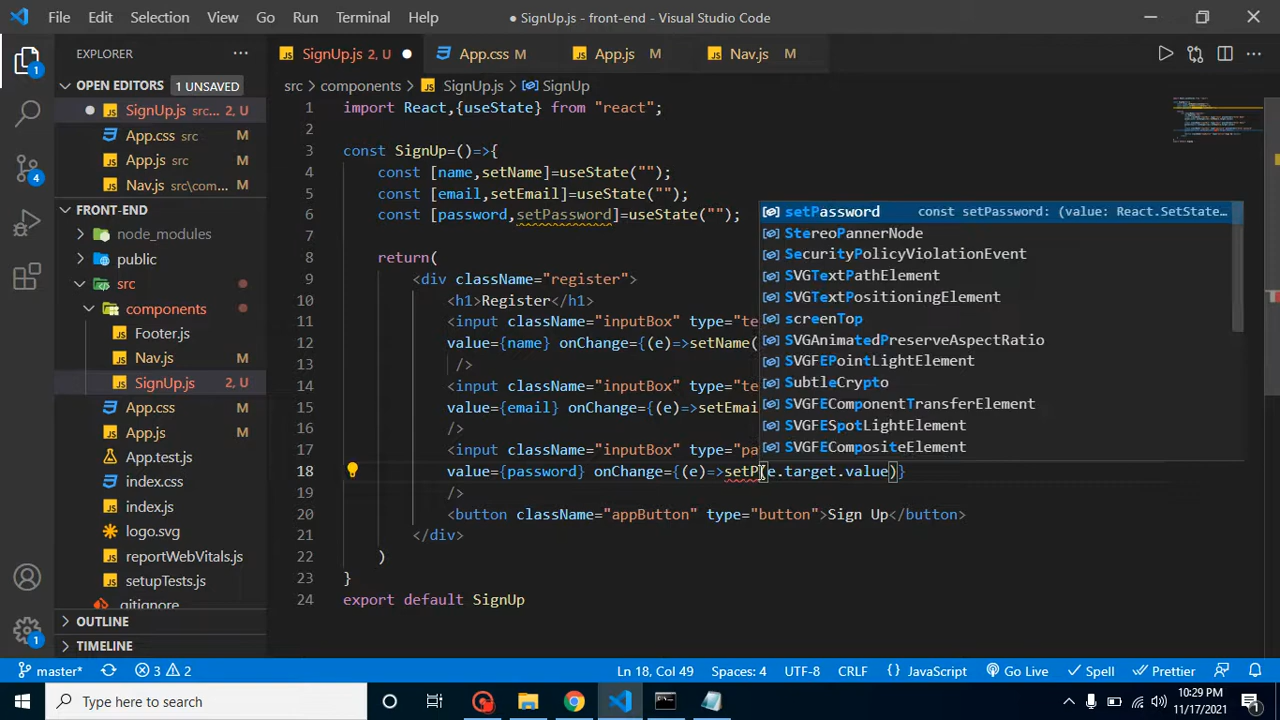 File Edit Selection View Go Run Terminal Help
● SignUp.js - front-end - Visual Studio Code
EXPLORER
SignUp.js 2, U
App.css M
App.js M
Nav.js M
OPEN EDITORS 1 UNSAVED
SignUp.js src... 2, U
App.css src M
App.js src M
Nav.js src\com... M
FRONT-END
node_modules
public
src
components
Footer.js
Nav.js M
SignUp.js 2, U
App.css M
App.js M
App.test.js
index.css
index.js
logo.svg
reportWebVitals.js
setupTests.js
.gitignore
OUTLINE
TIMELINE
src > components > SignUp.js > SignUp
1 import React,{useState} from "react";
2
3 const SignUp=()=>{
4 const [name,setName]=useState("");
5 const [email,setEmail]=useState("");
6 const [password,setPassword]=useState("");
7
8 return(
9 <div className="register">
10 <h1>Register</h1>
11 <input className="inputBox" type="te
12 value={name} onChange={(e)=>setName(
13 />
14 <input className="inputBox" type="te
15 value={email} onChange={(e)=>setEmai
16 />
17 <input className="inputBox" type="pa
18 value={password} onChange={(e)=>setP(e.target.value)}
19 />
20 <button className="appButton" type="button">Sign Up</button>
21 </div>
22 )
23 }
24 export default SignUp
setPassword const setPassword: (value: React.SetState...
StereoPannerNode
SecurityPolicyViolationEvent
SVGTextPathElement
SVGTextPositioningElement
screenTop
SVGAnimatedPreserveAspectRatio
SVGFEPointLightElement
SubtleCrypto
SVGFEComponentTransferElement
SVGFESpotLightElement
SVGFECompositeElement
master* 3 2 Ln 18, Col 49 Spaces: 4 UTF-8 CRLF { } JavaScript Go Live Spell Prettier
Type here to search
10:29 PM
11/17/2021